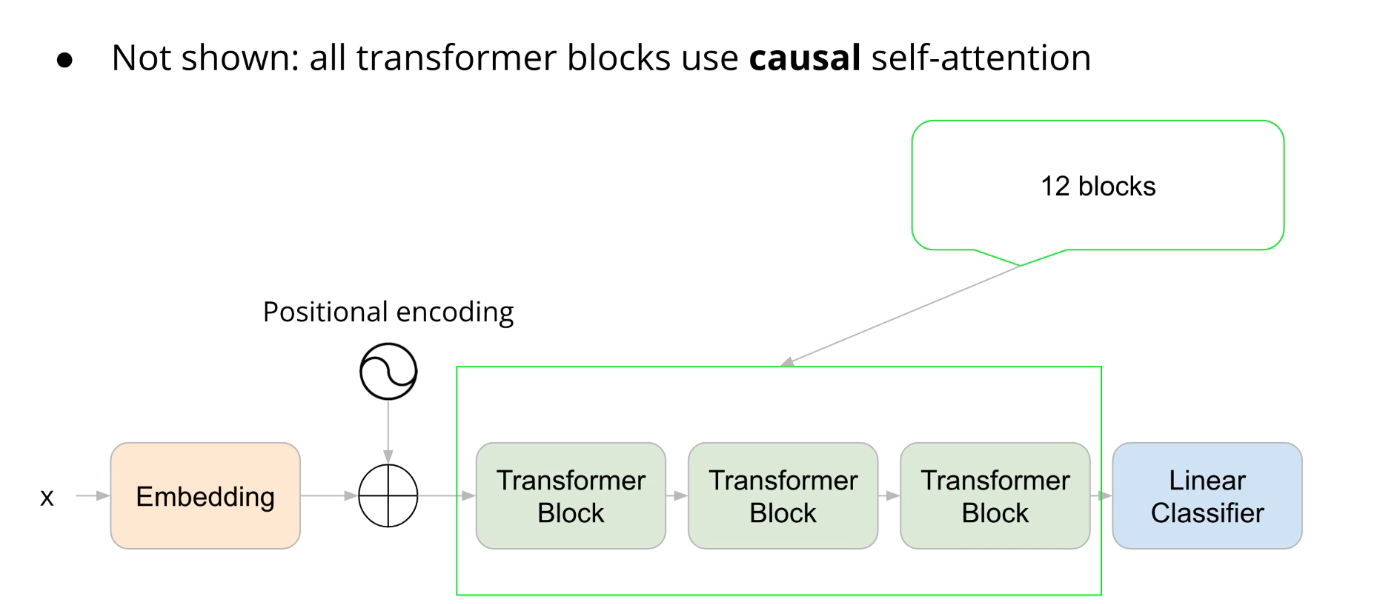 ● Not shown: all transformer blocks use causal self-attention
12 blocks
Positional encoding
x
Embedding
Transformer
Block
Transformer
Block
Transformer
Block
Linear
Classifier